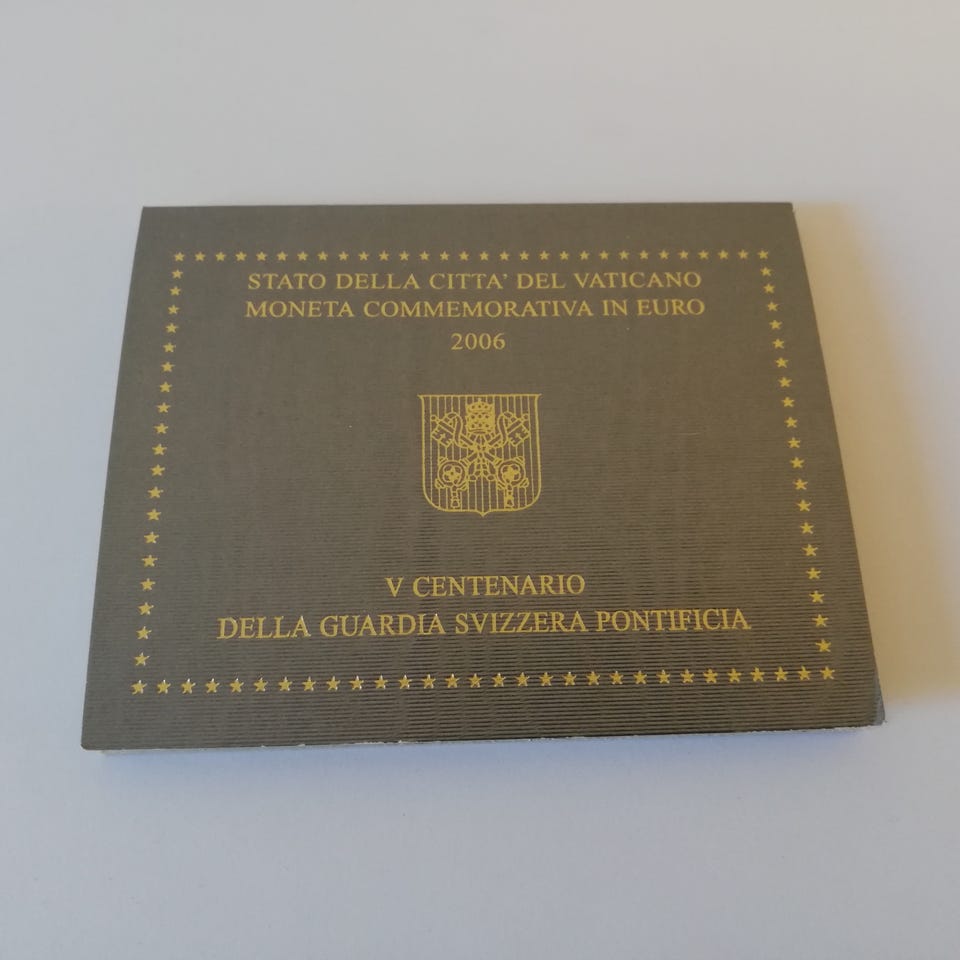 STATO DELLA CITTA' DEL VATICANO
MONETA COMMEMORATIVA IN EURO
2006
V CENTENARIO
DELLA GUARDIA SVIZZERA PONTIFICIA